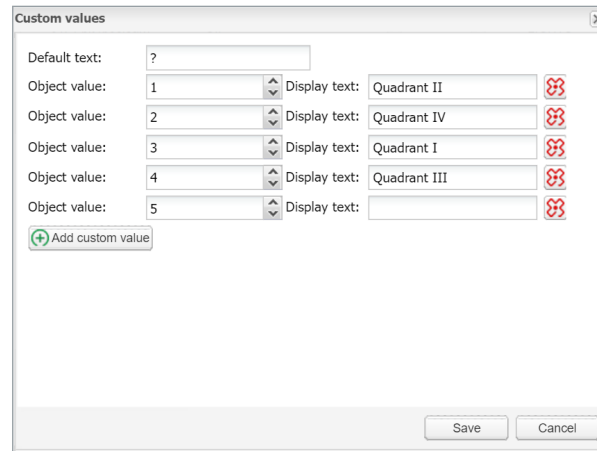 Custom values
Default text: ?
Object value: 1 Display text: Quadrant II
Object value: 2 Display text: Quadrant IV
Object value: 3 Display text: Quadrant I
Object value: 4 Display text: Quadrant III
Object value: 5 Display text:
Add custom value
Save Cancel